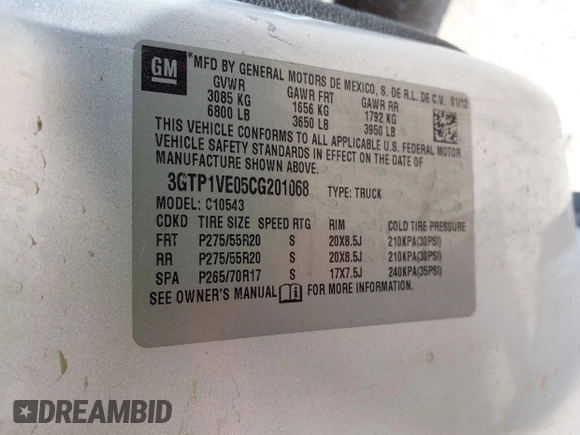 GM
*MFD BY GENERAL MOTORS DE MEXICO, S. DE R.L. DE C.V. 01/12
GVWR GAWR FRT GAWR RR
3085 KG 1656 KG 1792 KG
6800 LB 3650 LB 3950 LB
THIS VEHICLE CONFORMS TO ALL APPLICABLE U.S. FEDERAL MOTOR
VEHICLE SAFETY STANDARDS IN EFFECT ON THE DATE OF
MANUFACTURE SHOWN ABOVE.
3GTP1VE05CG201068 TYPE: TRUCK
MODEL: C10543
CDKD TIRE SIZE SPEED RTG RIM COLD TIRE PRESSURE
FRT P275/55R20 S 20X8.5J 210KPA(30PSI)
RR P275/55R20 S 20X8.5J 210KPA(30PSI)
SPA P265/70R17 S 17X7.5J 240KPA(35PSI)
SEE OWNER'S MANUAL FOR MORE INFORMATION.
DREAMBID